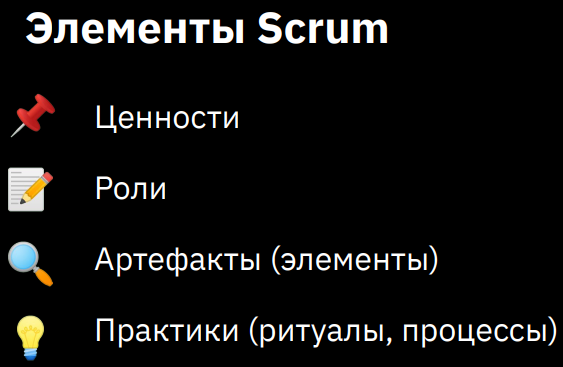 Элементы Scrum
Ценности
Роли
Артефакты (элементы)
Практики (ритуалы, процессы)